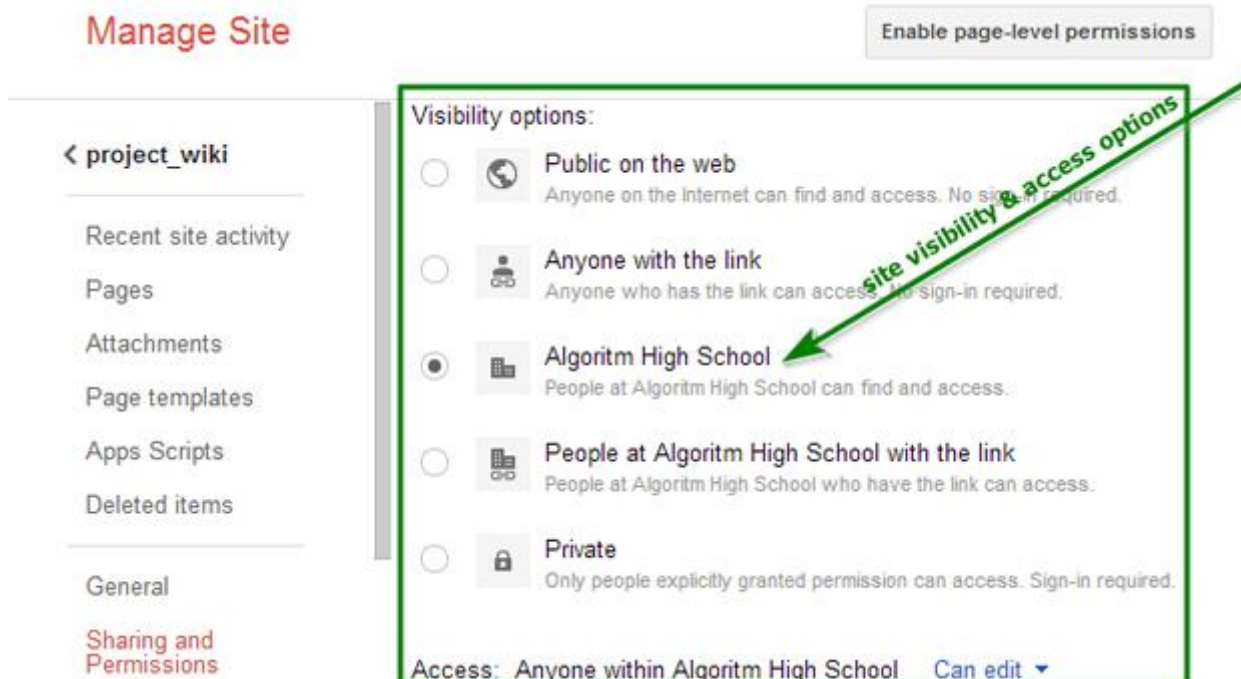 Manage Site
Enable page-level permissions
< project_wiki
Recent site activity
Pages
Attachments
Page templates
Apps Scripts
Deleted items
General
Sharing and
Permissions
Visibility options:
Public on the web
Anyone on the Internet can find and access. No sign-in required.
Anyone with the link
Anyone who has the link can access. No sign-in required.
Algoritm High School
People at Algoritm High School can find and access.
People at Algoritm High School with the link
People at Algoritm High School who have the link can access.
Private
Only people explicitly granted permission can access. Sign-in required.
Access: Anyone within Algoritm High School Can edit
site visibility & access options